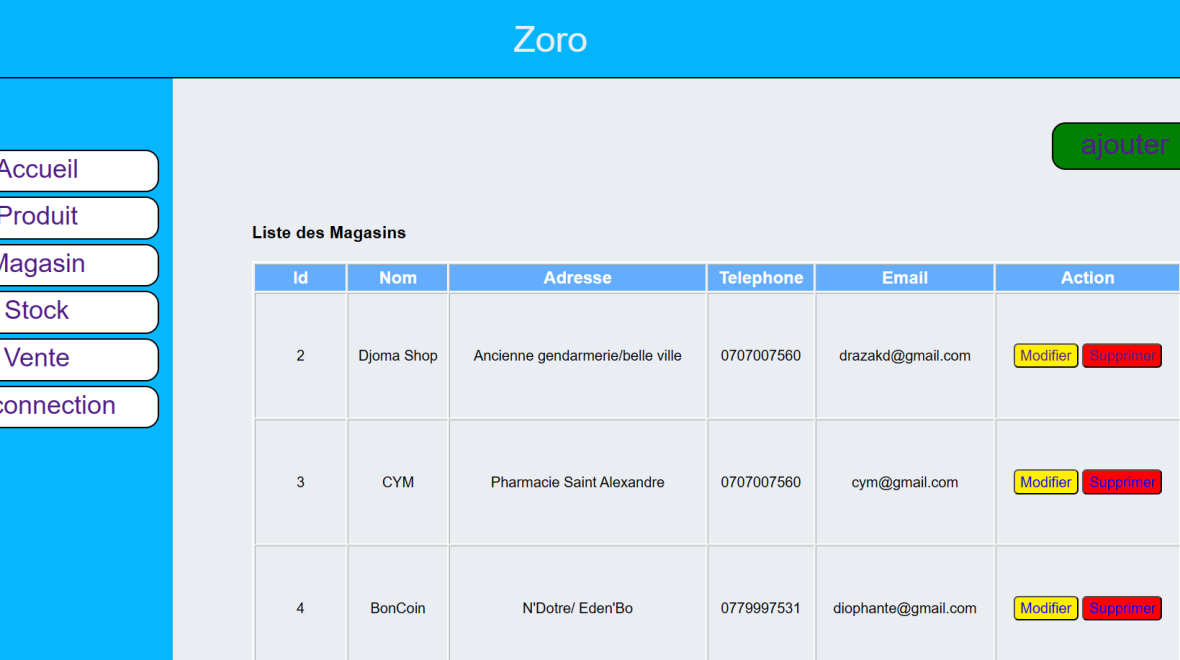 Zoro
ajouter
Accueil
Produit
Magasin
Stock
Vente
connection
Liste des Magasins
Id Nom Adresse Telephone Email Action
2 Djoma Shop Ancienne gendarmerie/belle ville 0707007560 drazakd@gmail.com Modifier Supprimer
3 CYM Pharmacie Saint Alexandre 0707007560 cym@gmail.com Modifier Supprimer
4 BonCoin N'Dotre/ Eden'Bo 0779997531 diophante@gmail.com Modifier Supprimer